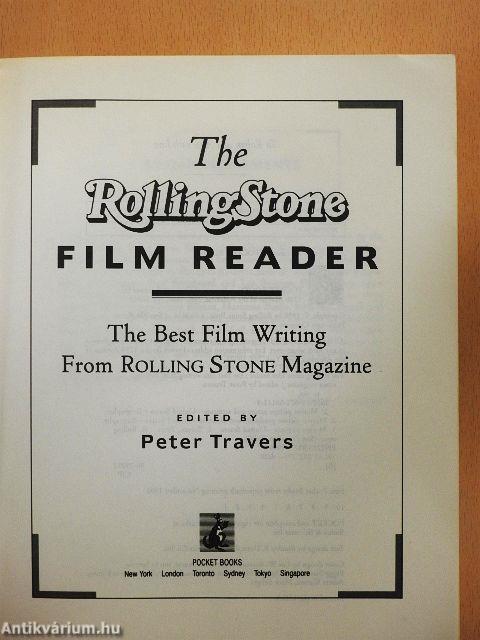 The
RollingStone
FILM READER
The Best Film Writing
From ROLLING STONE Magazine
EDITED BY
Peter Travers
POCKET BOOKS
New York London Toronto Sydney Tokyo Singapore
Antikvárium.hu